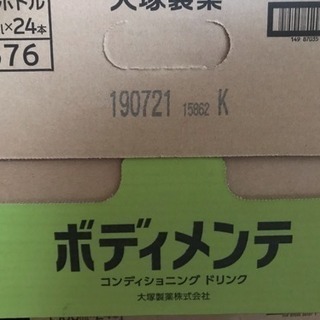 ボトル
大塚製薬
×24本
576
190721 15862 K
ボディメンテ
コンディショニング ドリンク
大塚製薬株式会社